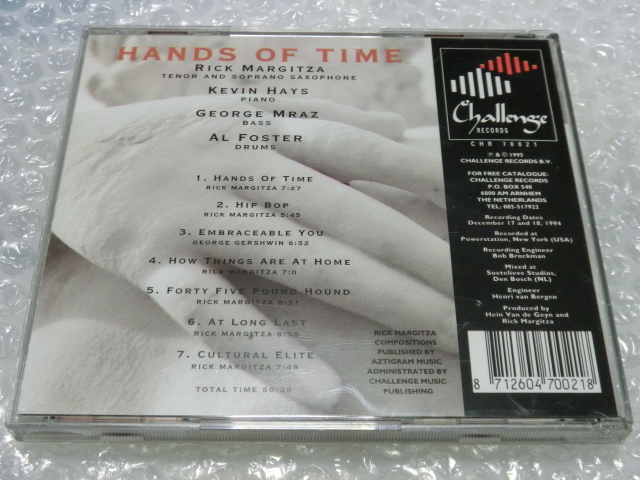 HANDS OF TIME
RICK MARGITZA
TENOR AND SOPRANO SAXOPHONE
KEVIN HAYS
PIANO
GEORGE MRAZ
BASS
AL FOSTER
DRUMS
1. HANDS OF TIME
RICK MARGITZA 7:27
2. HIP BOP
RICK MARGITZA 5:45
3. EMBRACEABLE YOU
GEORGE GERSHWIN 6:52
4. HOW THINGS ARE AT HOME
RICK MARGITZA 7:0
5. FORTY FIVE POUND HOUND
RICK MARGITZA 6:51
6. AT LONG LAST
RICK MARGITZA
7. CULTURAL ELITE
RICK MARGITZA 7:49
TOTAL TIME 50:39
RICK MARGITZA
COMPOSITIONS
PUBLISHED BY
AZTIGRAM MUSIC
ADMINISTRATED BY
CHALLENGE MUSIC
PUBLISHING
Challenge
RECORDS
CHR 70021
℗ & © 1995
CHALLENGE RECORDS B.V.
FOR FREE CATALOGUE:
CHALLENGE RECORDS
P.O. BOX 540
6800 AM ARNHEM
THE NETHERLANDS
TEL: 085-517922
Recording Dates
December 17 and 18, 1994
Recorded at
Powerstation, New York (USA)
Recording Engineer
Bob Brockman
Mixed at
Soetelieve Studios,
Den Bosch (NL)
Engineer
Henri van Bergen
Produced by
Hein Van de Geyn and
Rick Margitza
8 712604 700218